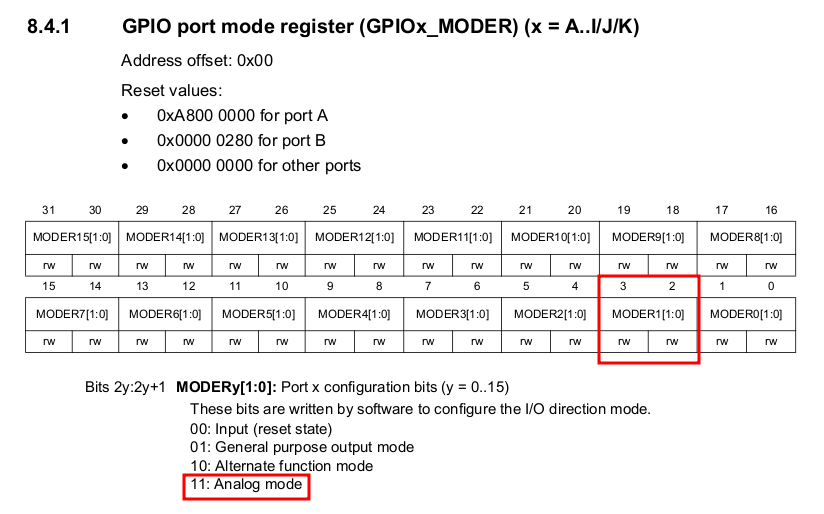 8.4.1 GPIO port mode register (GPIOx_MODER) (x = A..I/J/K)
Address offset: 0x00
Reset values:
• 0xA800 0000 for port A
• 0x0000 0280 for port B
• 0x0000 0000 for other ports
31 30 29 28 27 26 25 24 23 22 21 20 19 18 17 16
MODER15[1:0] MODER14[1:0] MODER13[1:0] MODER12[1:0] MODER11[1:0] MODER10[1:0] MODER9[1:0] MODER8[1:0]
rw rw rw rw rw rw rw rw rw rw rw rw rw rw rw rw
15 14 13 12 11 10 9 8 7 6 5 4 3 2 1 0
MODER7[1:0] MODER6[1:0] MODER5[1:0] MODER4[1:0] MODER3[1:0] MODER2[1:0] MODER1[1:0] MODER0[1:0]
rw rw rw rw rw rw rw rw rw rw rw rw rw rw rw rw
Bits 2y:2y+1 MODERy[1:0]: Port x configuration bits (y = 0..15)
These bits are written by software to configure the I/O direction mode.
00: Input (reset state)
01: General purpose output mode
10: Alternate function mode
11: Analog mode